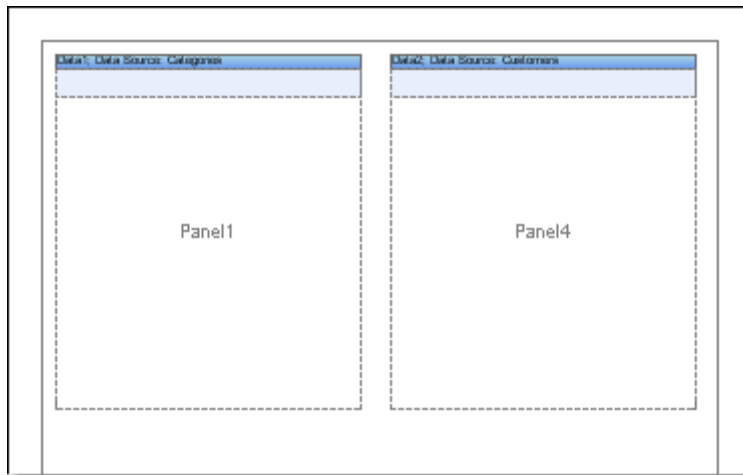 Data1; Data Source: Categories
Data2; Data Source: Customers
Panel1
Panel4